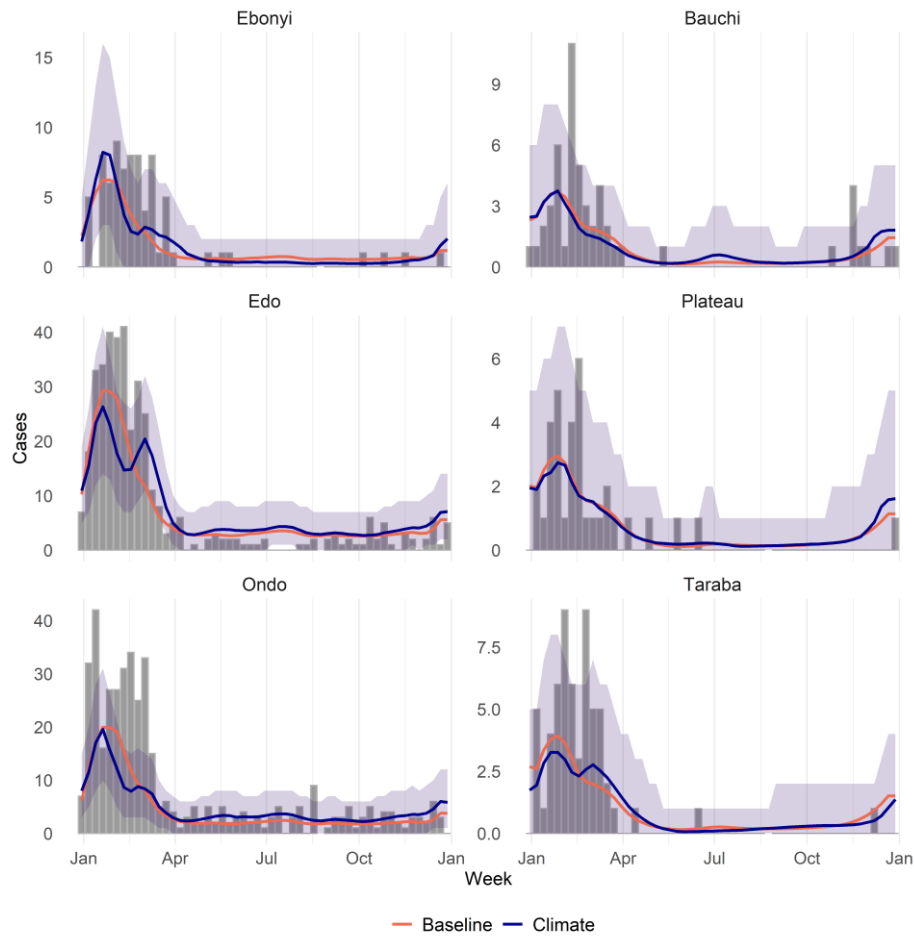 Ebonyi
Bauchi
15
10
5
0
9
6
3
0
Edo
Plateau
40
30
20
10
0
6
4
2
0
Cases
Ondo
Taraba
40
30
20
10
0
7.5
5.0
2.5
0.0
Jan Apr Jul Oct Jan
Jan Apr Jul Oct Jan
Week
Baseline Climate